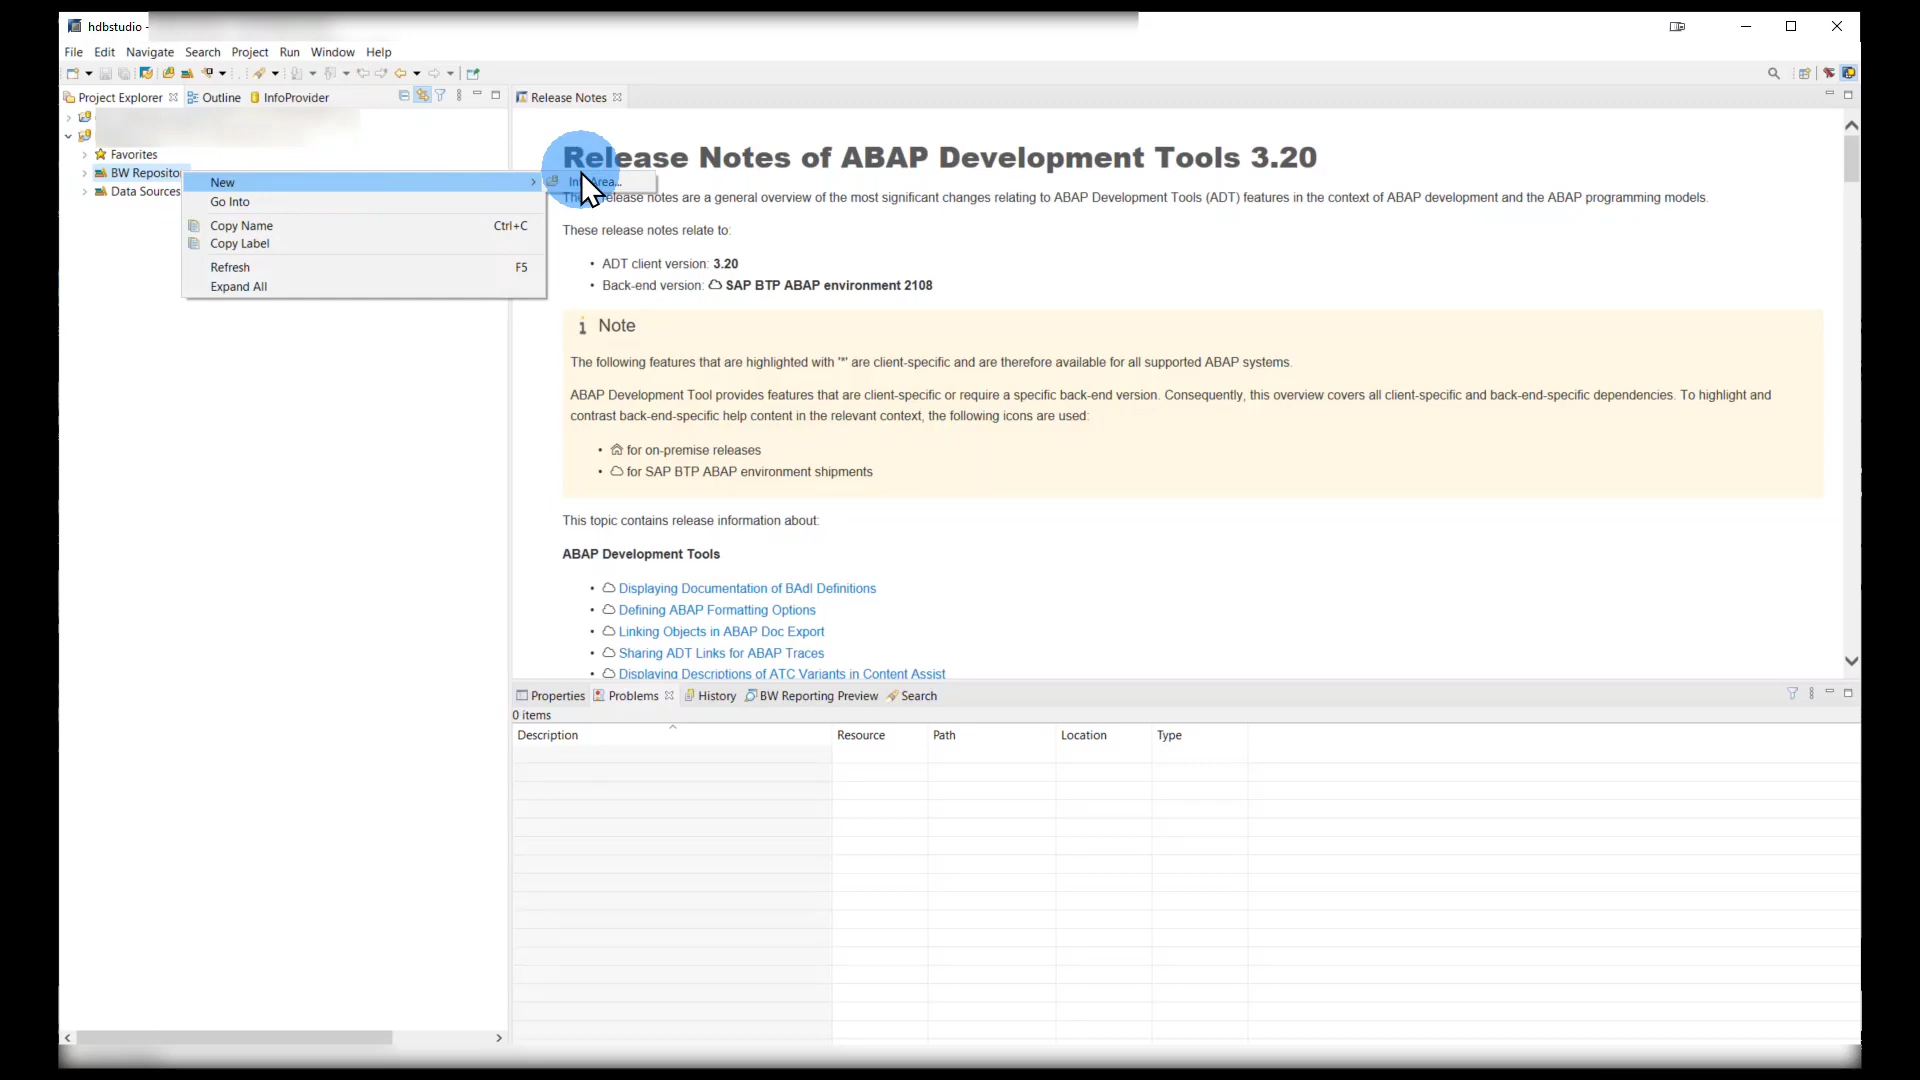 hdbstudio -
File Edit Navigate Search Project Run Window Help
Project Explorer Outline InfoProvider
Release Notes
Favorites
BW Reposito
Data Sources
New
Go Into
Copy Name Ctrl+C
Copy Label
Refresh F5
Expand All
Area...
Release Notes of ABAP Development Tools 3.20
release notes are a general overview of the most significant changes relating to ABAP Development Tools (ADT) features in the context of ABAP development and the ABAP programming models.
These release notes relate to:
• ADT client version: 3.20
• Back-end version: SAP BTP ABAP environment 2108
Note
The following features that are highlighted with '*' are client-specific and are therefore available for all supported ABAP systems.
ABAP Development Tool provides features that are client-specific or require a specific back-end version. Consequently, this overview covers all client-specific and back-end-specific dependencies. To highlight and
contrast back-end-specific help content in the relevant context, the following icons are used:
• for on-premise releases
• for SAP BTP ABAP environment shipments
This topic contains release information about:
ABAP Development Tools
• Displaying Documentation of BAdI Definitions
• Defining ABAP Formatting Options
• Linking Objects in ABAP Doc Export
• Sharing ADT Links for ABAP Traces
• Displaying Descriptions of ATC Variants in Content Assist
Properties Problems History BW Reporting Preview Search
0 items
Description Resource Path Location Type